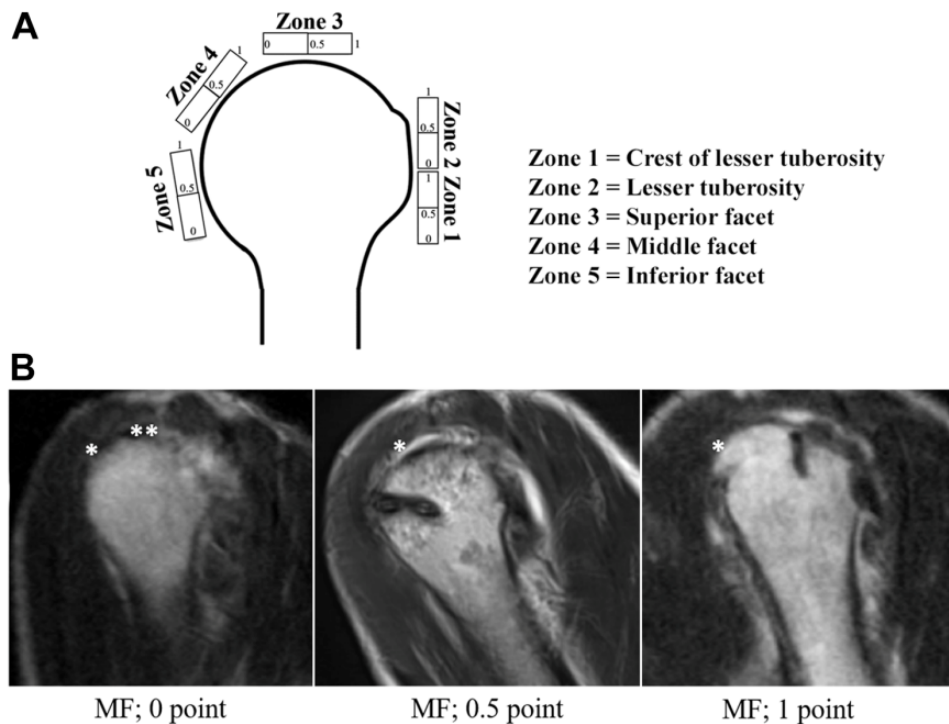 A
Zone 3
0 0.5 1
Zone 4
0 0.5 1
Zone 5
0 0.5 1
Zone 2
0 0.5 1
Zone 1
0 0.5 1
Zone 1 = Crest of lesser tuberosity
Zone 2 = Lesser tuberosity
Zone 3 = Superior facet
Zone 4 = Middle facet
Zone 5 = Inferior facet
B
* **
*
*
MF; 0 point
MF; 0.5 point
MF; 1 point